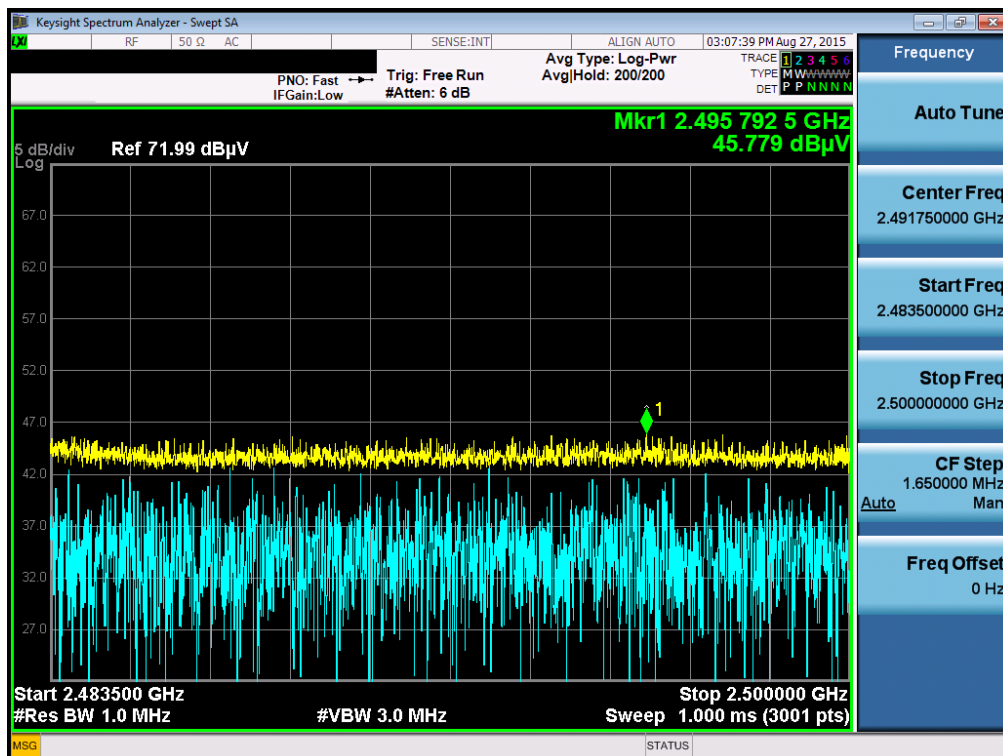 Keysight Spectrum Analyzer - Swept SA
LXI RF 50 Ω AC SENSE:INT ALIGN AUTO 03:07:39 PM Aug 27, 2015
PNO: Fast
IFGain:Low
Trig: Free Run
#Atten: 6 dB
Avg Type: Log-Pwr
Avg|Hold: 200/200
TRACE 1 2 3 4 5 6
TYPE M W W W W W
DET P P N N N N
Mkr1 2.495 792 5 GHz
45.779 dBµV
5 dB/div
Log
Ref 71.99 dBµV
67.0
62.0
57.0
52.0
47.0
42.0
37.0
32.0
27.0
1
Start 2.483500 GHz
Stop 2.500000 GHz
#Res BW 1.0 MHz
#VBW 3.0 MHz
Sweep 1.000 ms (3001 pts)
MSG
STATUS
Frequency
Auto Tune
Center Freq
2.491750000 GHz
Start Freq
2.483500000 GHz
Stop Freq
2.500000000 GHz
CF Step
1.650000 MHz
Auto Man
Freq Offset
0 Hz